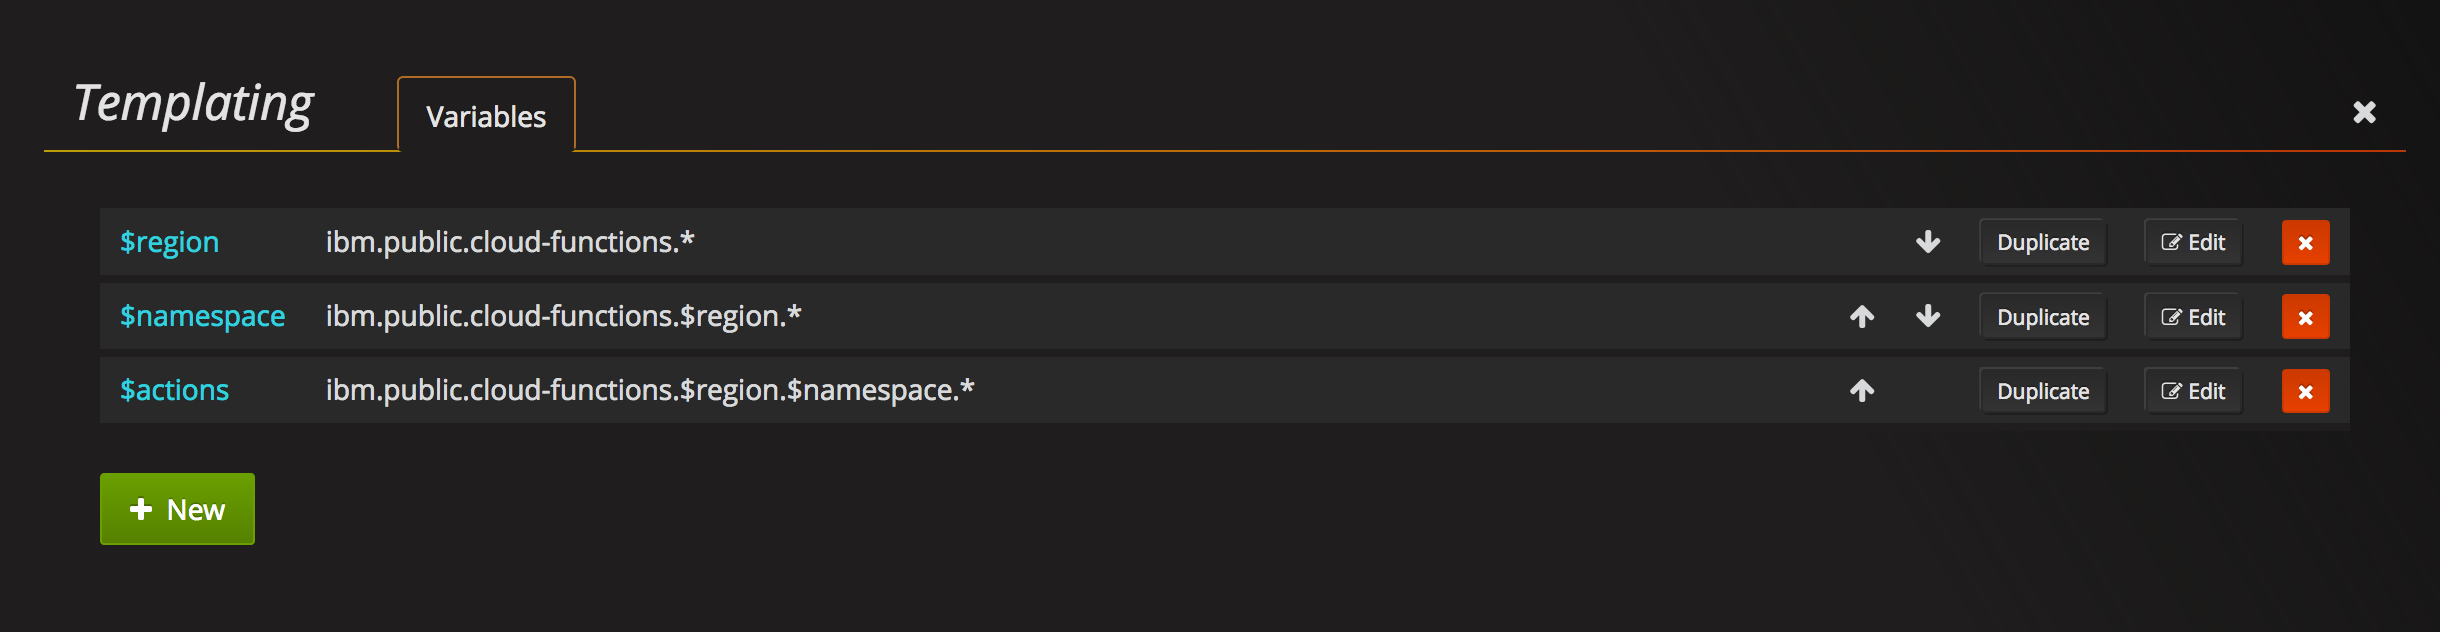 Templating Variables
$region ibm.public.cloud-functions.* Duplicate Edit
$namespace ibm.public.cloud-functions.$region.* Duplicate Edit
$actions ibm.public.cloud-functions.$region.$namespace.* Duplicate Edit
New